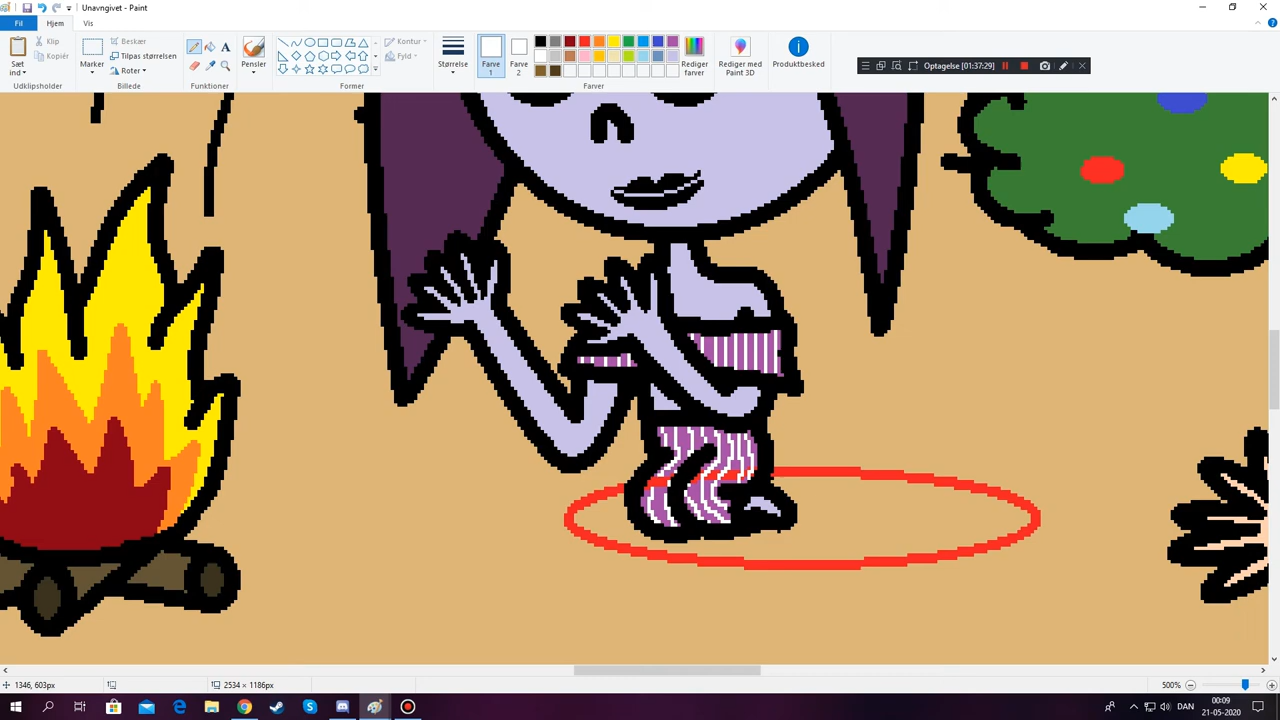 Unavngivet - Paint
Fil Hjem Vis
Sæt ind
Klip
Kopiér
Udklipsholder
Marker
Beskær
Tilpas størrelsen
Roter
Billede
A
Funktioner
Pensler
Kontur
Fyld
Former
Størrelse
Farve 1
Farve 2
Farver
Rediger farver
Rediger med Paint 3D
Produktbesked
Optagelse [01:37:29]
1346, 603px
2534 × 1186px
500%
DAN
00:09
21-05-2020